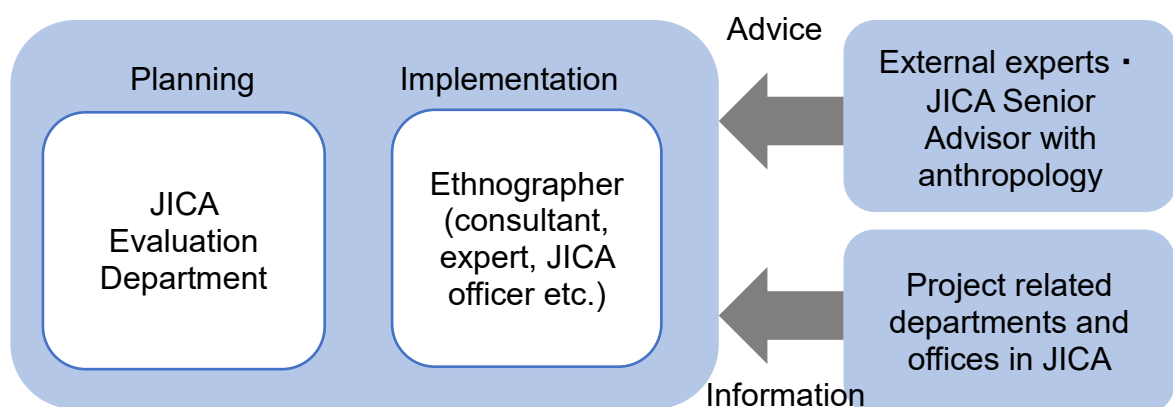 Planning
JICA
Evaluation
Department
Implementation
Ethnographer
(consultant,
expert, JICA
officer etc.)
Advice
External experts・
JICA Senior
Advisor with
anthropology
Information
Project related
departments and
offices in JICA